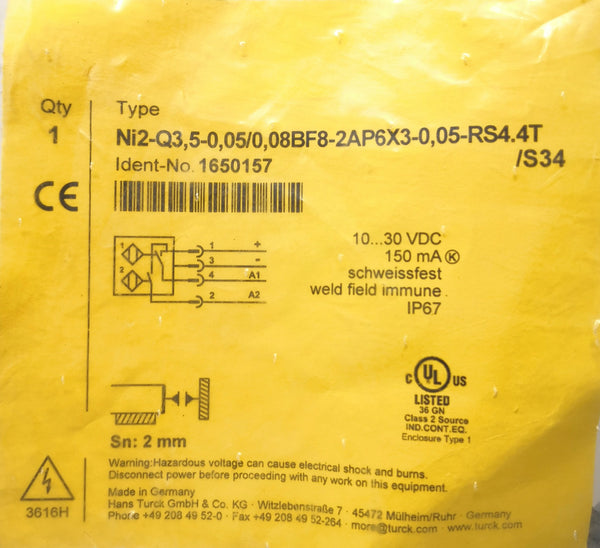 Qty Type
1 Ni2-Q3,5-0,05/0,08BF8-2AP6X3-0,05-RS4.4T
/S34
Ident-No. 1650157
CE
10...30 VDC
150 mA Ⓚ
schweissfest
weld field immune
IP67
1 1 + 
3 -
2 4 A1
2 A2
C UL US
LISTED
36 GN
Class 2 Source
IND.CONT.EQ.
Enclosure Type 1
Sn: 2 mm
Warning:Hazardous voltage can cause electrical shock and burns.
Disconnect power before proceeding with any work on this equipment.
3616H
Made in Germany
Hans Turck GmbH & Co. KG · Witzlebenstraße 7 · 45472 Mülheim/Ruhr · Germany
Phone +49 208 49 52-0 · Fax +49 208 49 52-264 · more@turck.com · www.turck.com